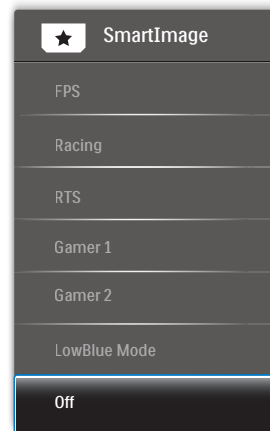 SmartImage
FPS
Racing
RTS
Gamer 1
Gamer 2
LowBlue Mode
Off